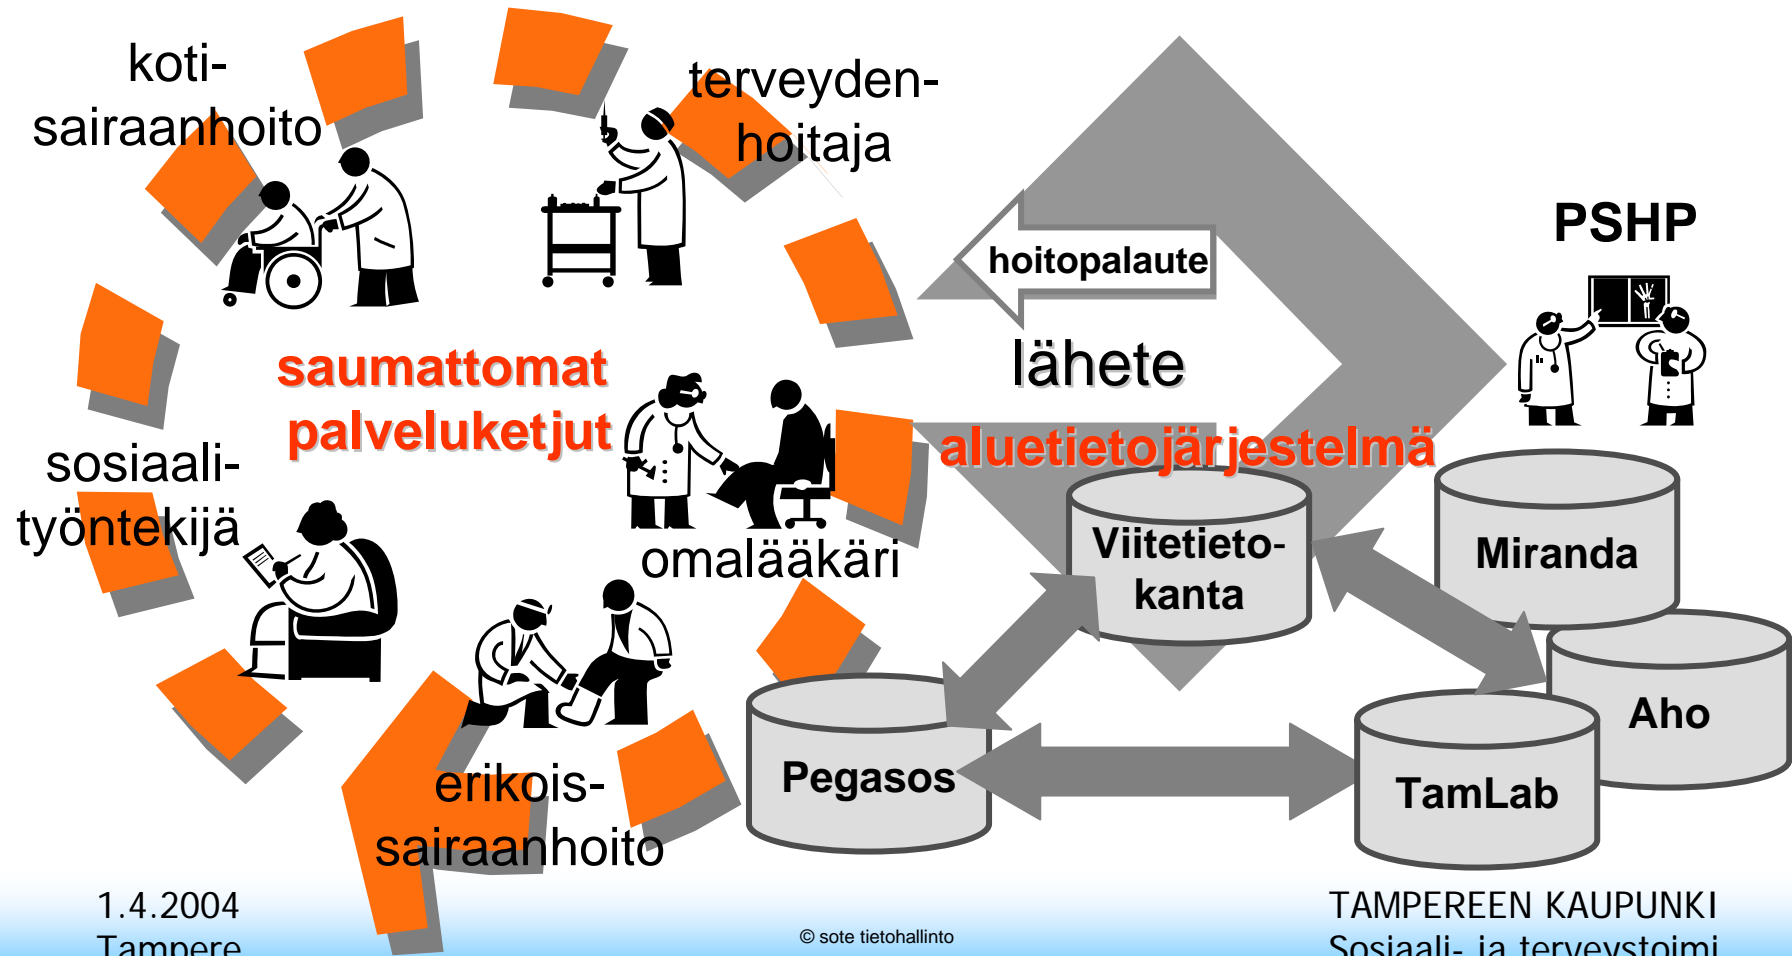 koti-
sairaanhoito
terveyden-
hoitaja
PSHP
hoitopalaute
lähete
saumattomat
palveluketjut
aluetietojärjestelmä
sosiaali-
työntekijä
omalääkäri
Viitetieto-
kanta
Miranda
Aho
Pegasos
TamLab
erikois-
sairaanhoito
1.4.2004
Tampere
© sote tietohallinto
TAMPEREEN KAUPUNKI
Sosiaali- ja terveystoimi